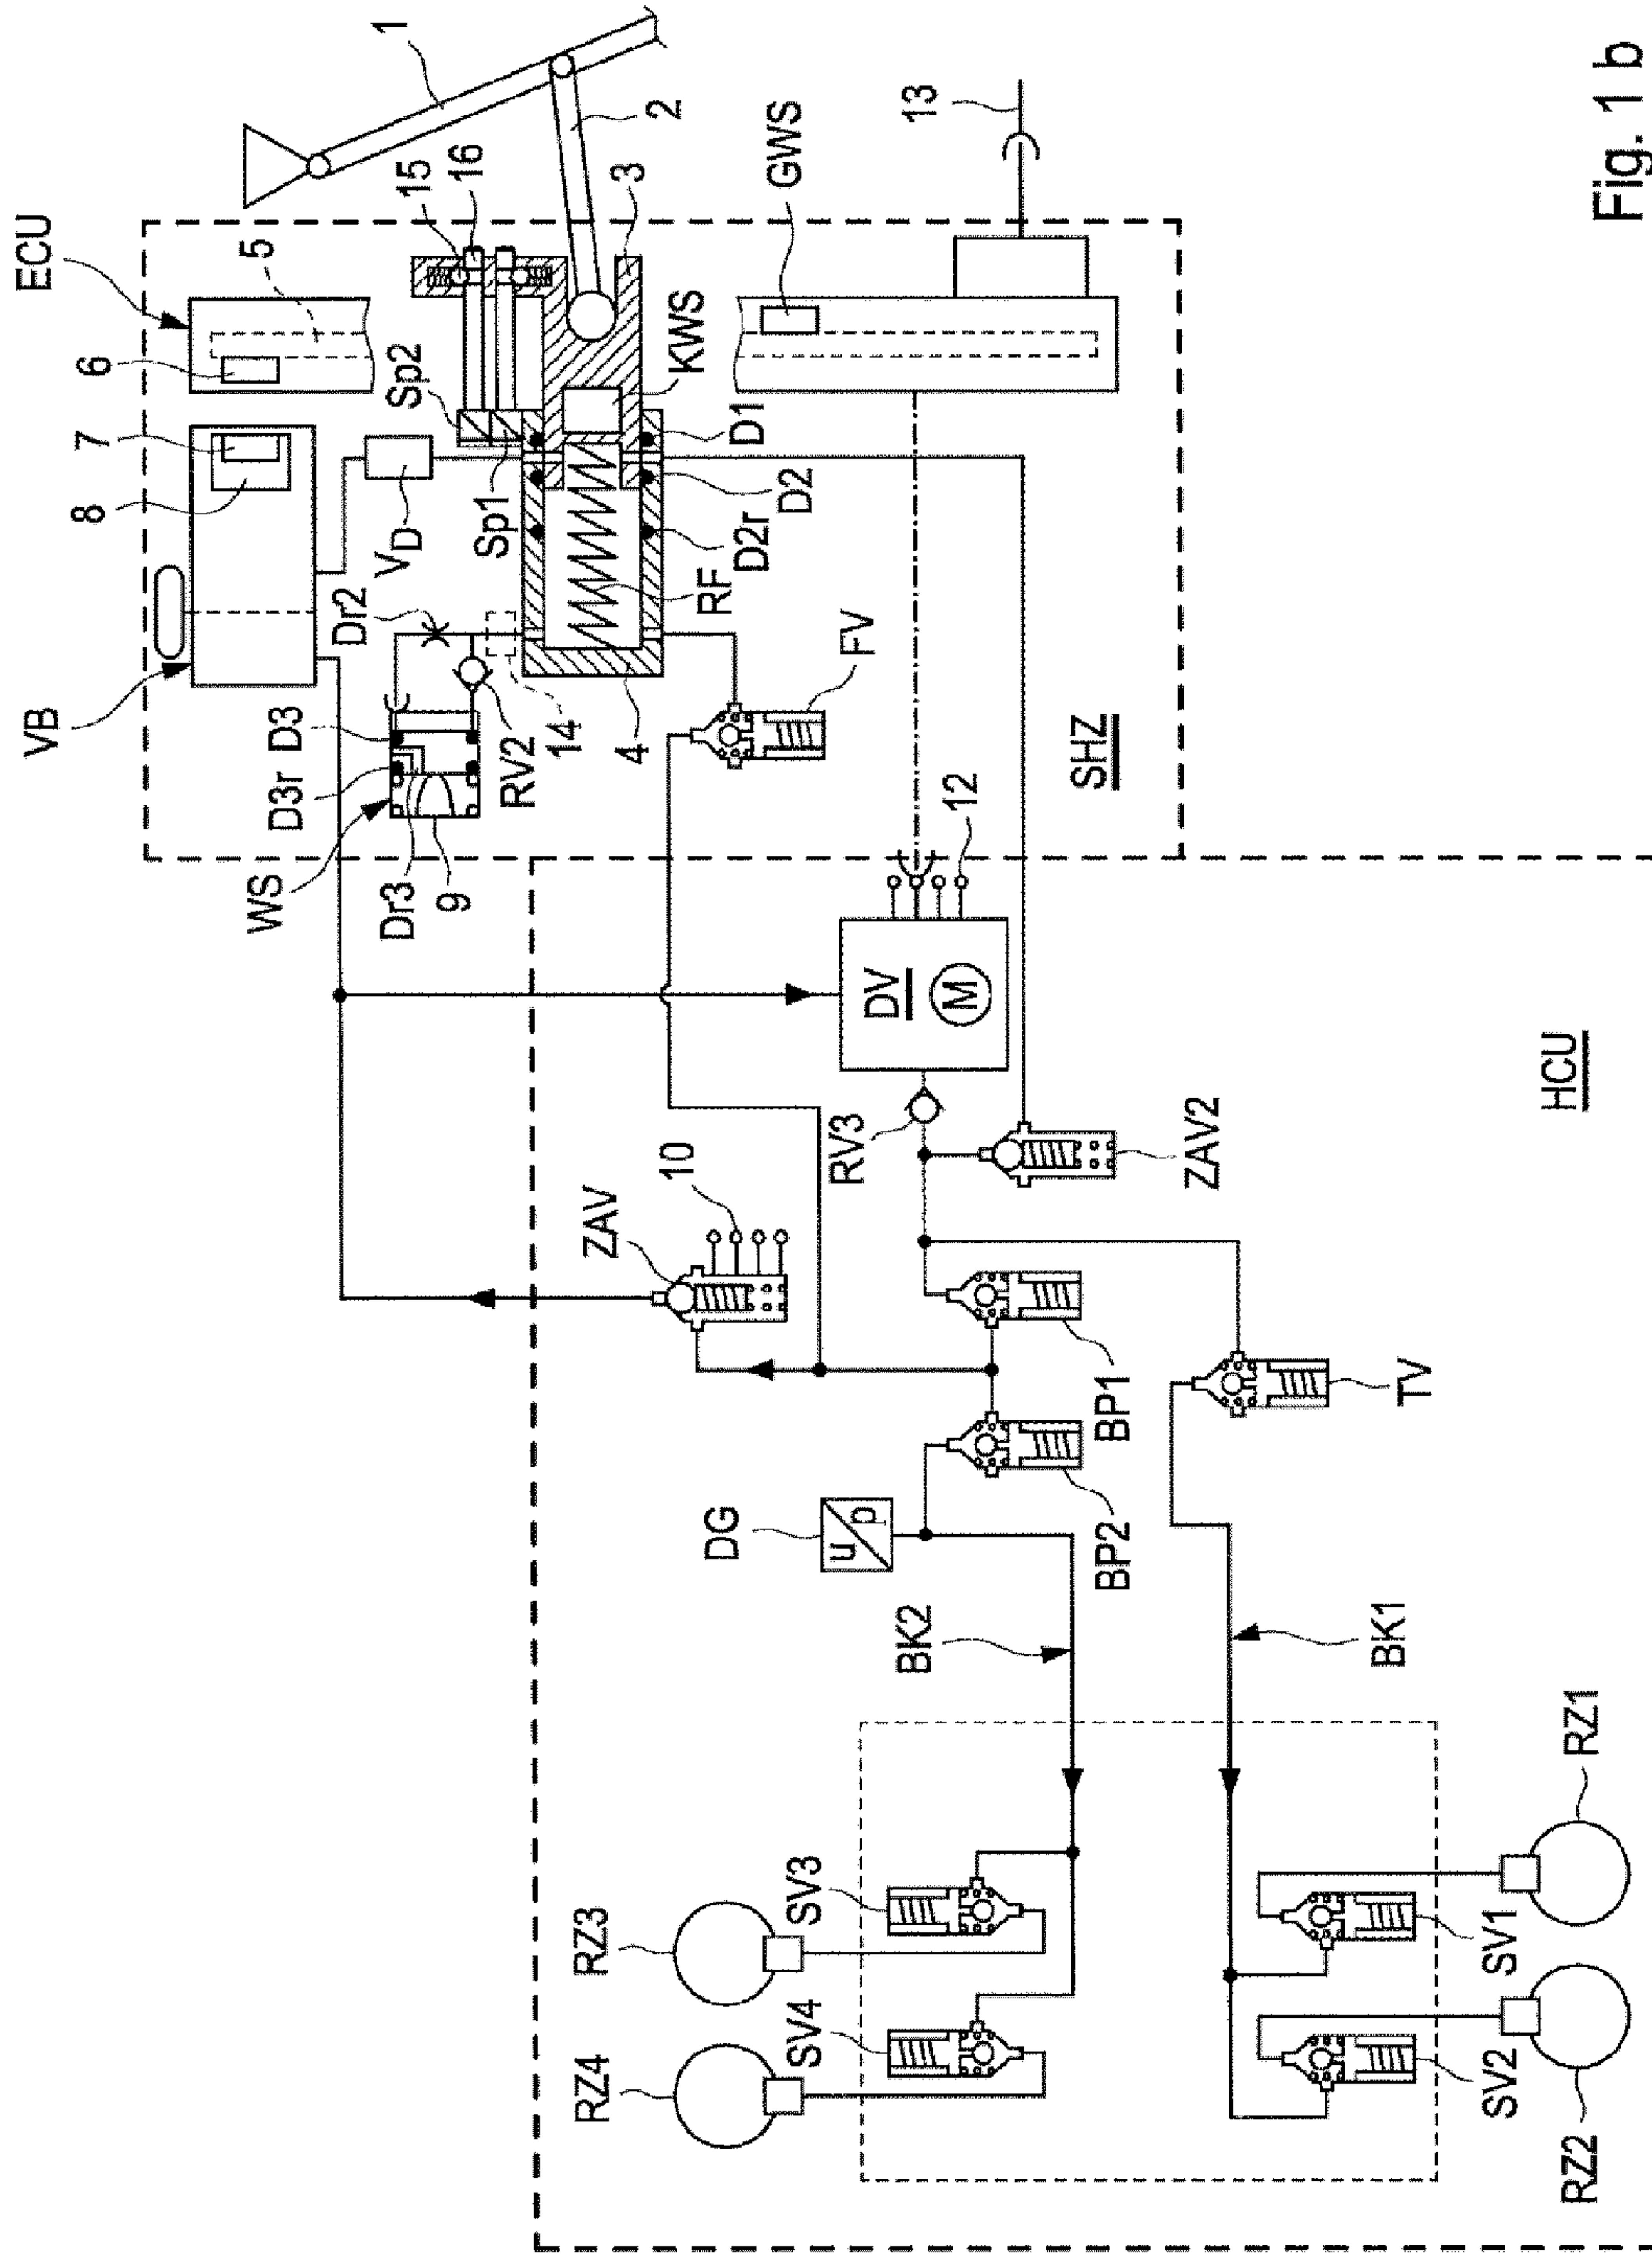 ECU
5
6
7
8
VB
V_D
Sp2
Sp1
15
16
1
2
3
KWS
GWS
13
D1
D2
D2r
RF
Dr2
14
4
RV2
D3
D3r
WS
Dr3
9
FV
SHZ
12
DV
M
RV3
ZAV2
ZAV
10
HCU
BP1
BP2
TV
DG
u
p
BK2
BK1
RZ3
RZ4
SV3
SV4
SV1
SV2
RZ1
RZ2
Fig. 1 b